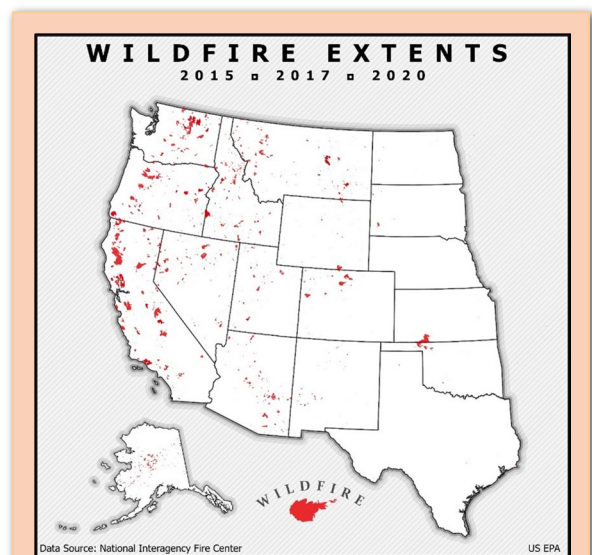 WILDFIRE EXTENTS
2015 ¤ 2017 ¤ 2020
WILDFIRE
Data Source: National Interagency Fire Center
US EPA